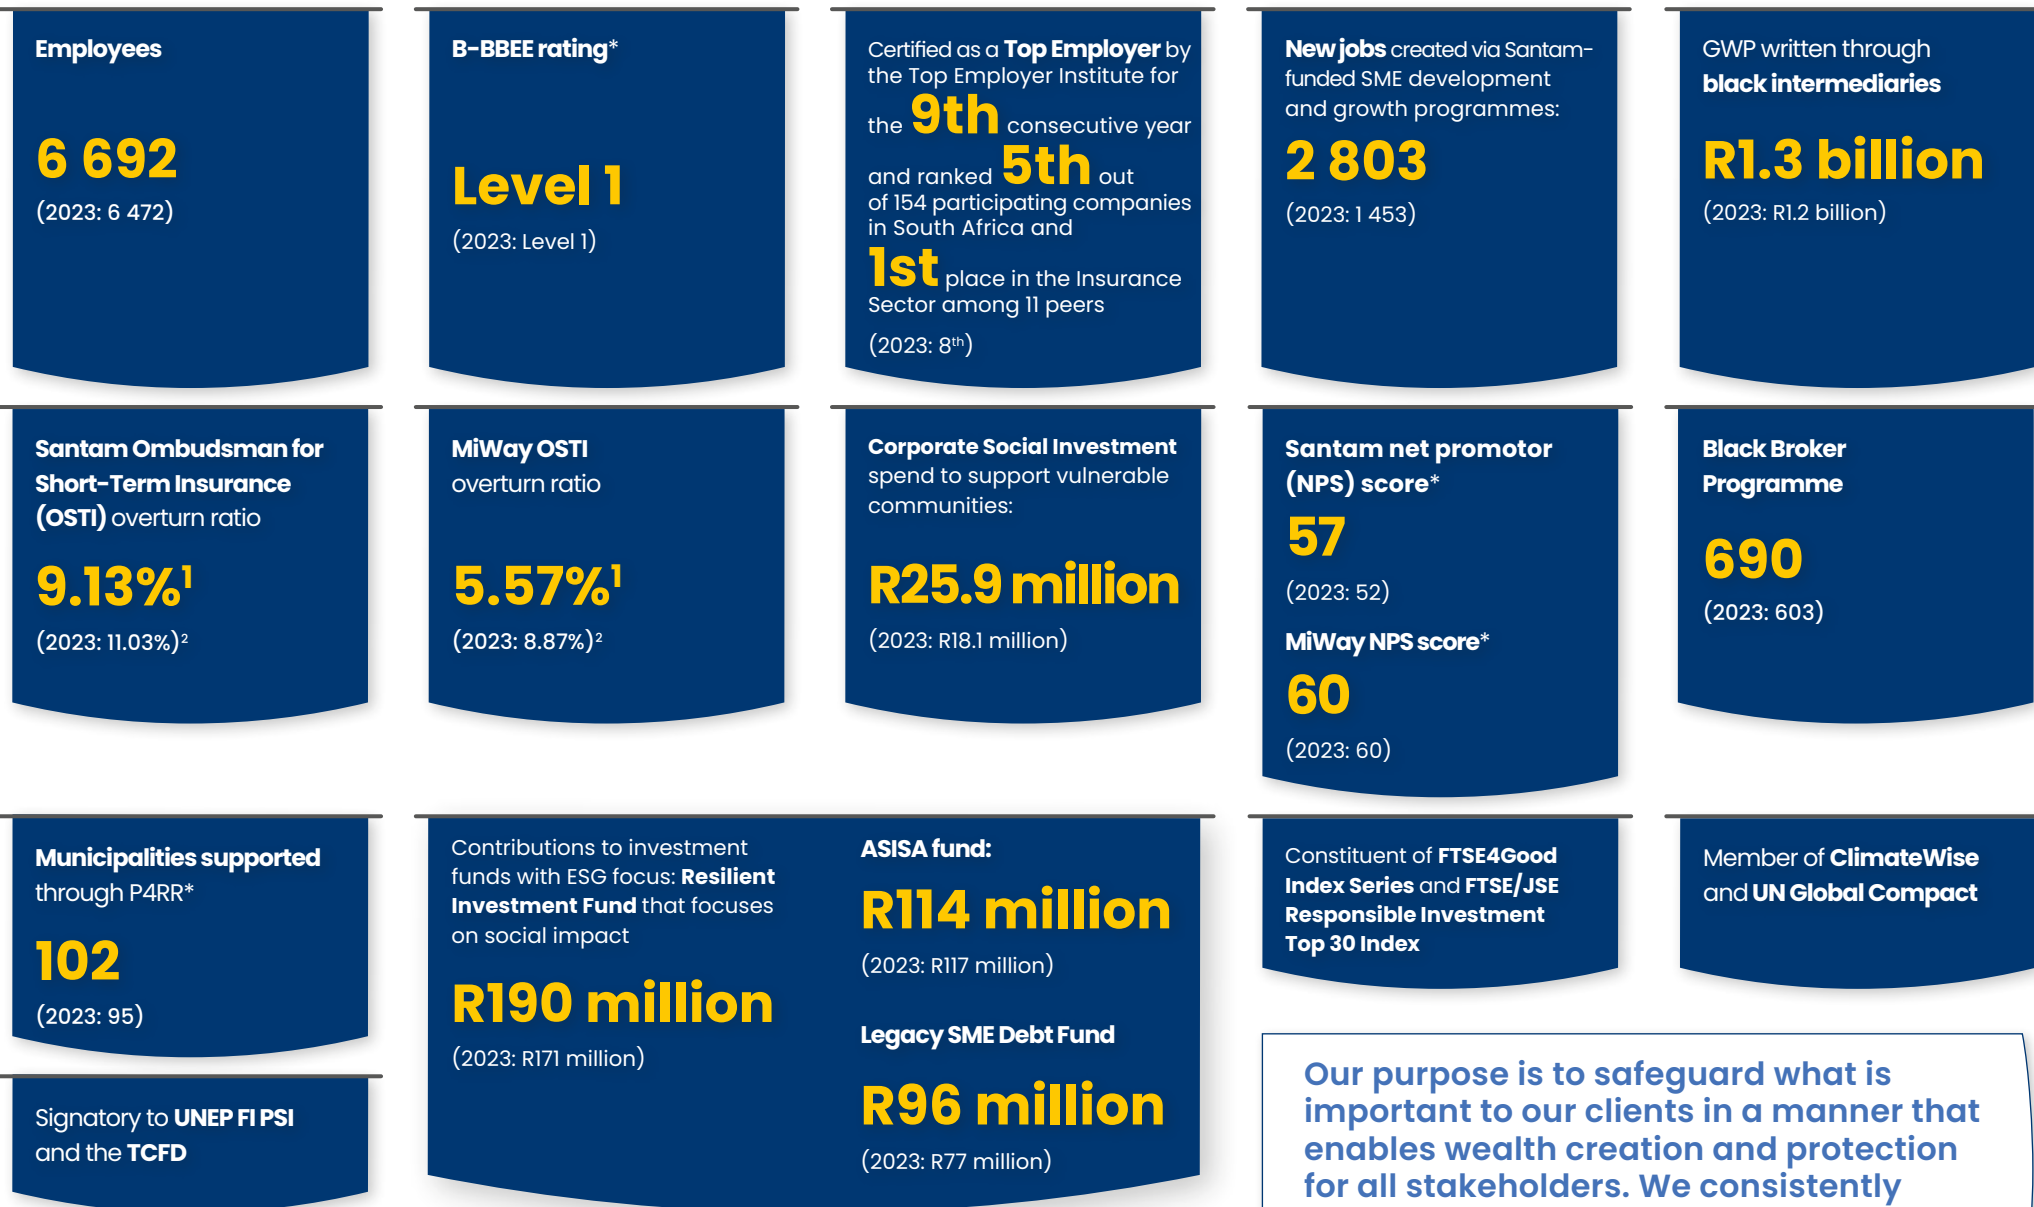 Employees
6 692
(2023: 6 472)
B-BBEE rating*
Level 1
(2023: Level 1)
Certified as a Top Employer by
the Top Employer Institute for
the 9th consecutive year
and ranked 5th out
of 154 participating companies
in South Africa and
1st place in the Insurance
Sector among 11 peers
(2023: 8th)
New jobs created via Santam-
funded SME development
and growth programmes:
2 803
(2023: 1 453)
GWP written through
black intermediaries
R1.3 billion
(2023: R1.2 billion)
Santam Ombudsman for
Short-Term Insurance
(OSTI) overturn ratio
9.13%1
(2023: 11.03%)2
MiWay OSTI
overturn ratio
5.57%1
(2023: 8.87%)2
Corporate Social Investment
spend to support vulnerable
communities:
R25.9 million
(2023: R18.1 million)
Santam net promotor
(NPS) score*
57
(2023: 52)
MiWay NPS score*
60
(2023: 60)
Black Broker
Programme
690
(2023: 603)
Municipalities supported
through P4RR*
102
(2023: 95)
Signatory to UNEP FI PSI
and the TCFD
Contributions to investment
funds with ESG focus: Resilient
Investment Fund that focuses
on social impact
R190 million
(2023: R171 million)
ASISA fund:
R114 million
(2023: R117 million)
Legacy SME Debt Fund
R96 million
(2023: R77 million)
Constituent of FTSE4Good
Index Series and FTSE/JSE
Responsible Investment
Top 30 Index
Member of ClimateWise
and UN Global Compact
Our purpose is to safeguard what is
important to our clients in a manner that
enables wealth creation and protection
for all stakeholders. We consistently